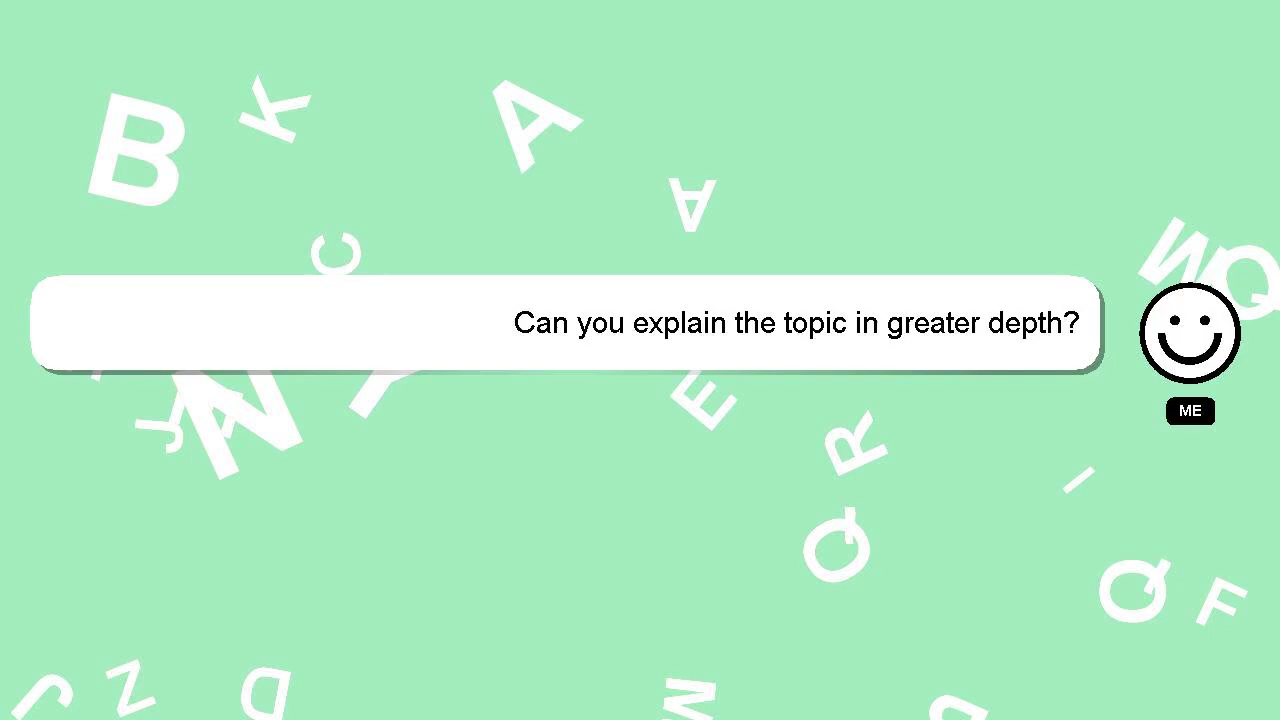 B
K
A
A
C
M
Q
Can you explain the topic in greater depth?
ME
J
A
N
Y
E
R
I
Q
Q
F
J
Z
D
M